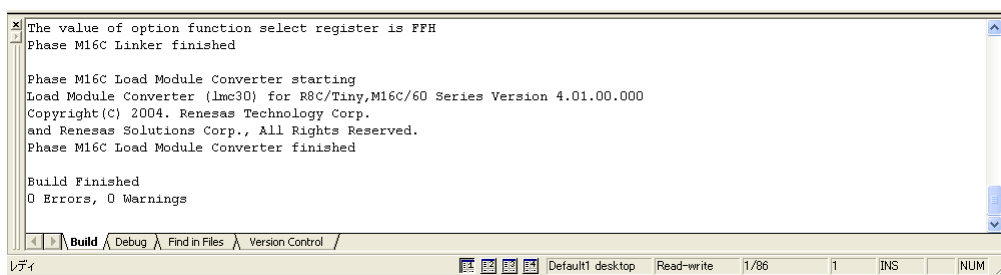 The value of option function select register is FFH
Phase M16C Linker finished
Phase M16C Load Module Converter starting
Load Module Converter (lmc30) for R8C/Tiny,M16C/60 Series Version 4.01.00.000
Copyright(C) 2004. Renesas Technology Corp.
and Renesas Solutions Corp., All Rights Reserved.
Phase M16C Load Module Converter finished
Build Finished
0 Errors, 0 Warnings
Build Debug Find in Files Version Control
レディ 1 2 3 4 Default1 desktop Read-write 1/86 1 INS NUM